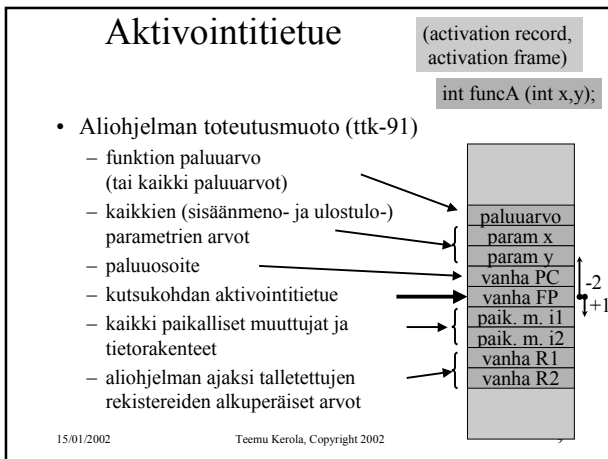 Aktivointitietue
(activation record,
activation frame)
int funcA (int x,y);
• Aliohjelman toteutusmuoto (ttk-91)
– funktion paluuarvo
(tai kaikki paluuarvot)
– kaikkien (sisäänmeno- ja ulostulo-)
parametrien arvot
– paluuosoite
– kutsukohdan aktivointitietue
– kaikki paikalliset muuttujat ja
tietorakenteet
– aliohjelman ajaksi talletettujen
rekistereiden alkuperäiset arvot
paluuarvo
param x
param y
vanha PC
vanha FP
paik. m. i1
paik. m. i2
vanha R1
vanha R2
-2
+1
15/01/2002
Teemu Kerola, Copyright 2002